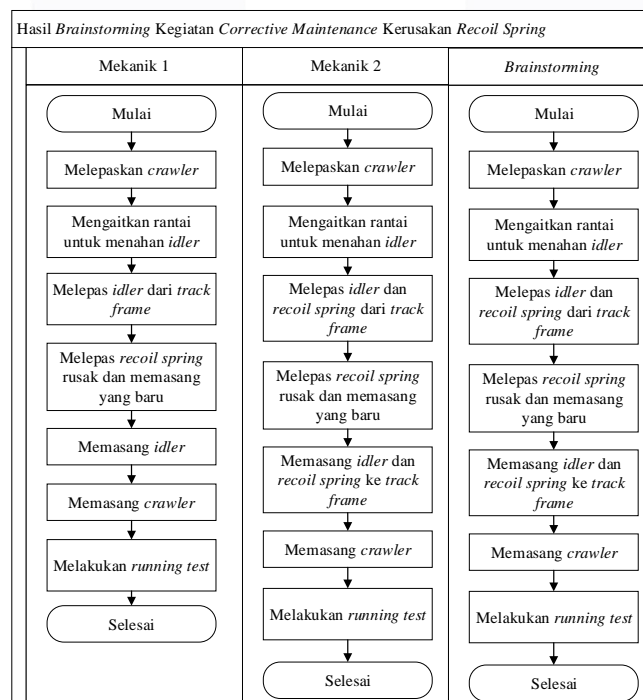 Hasil Brainstorming Kegiatan Corrective Maintenance Kerusakan Recoil Spring
Mekanik 1
Mulai
Melepaskan crawler
Mengaitkan rantai
untuk menahan idler
Melepas idler dari track
frame
Melepas recoil spring
rusak dan memasang
yang baru
Memasang idler
Memasang crawler
Melakukan running test
Selesai
Mekanik 2
Mulai
Melepaskan crawler
Mengaitkan rantai
untuk menahan idler
Melepas idler dan
recoil spring dari track
frame
Melepas recoil spring
rusak dan memasang
yang baru
Memasang idler dan
recoil spring ke track
frame
Memasang crawler
Melakukan running test
Selesai
Brainstorming
Mulai
Melepaskan crawler
Mengaitkan rantai
untuk menahan idler
Melepas idler dan
recoil spring dari track
frame
Melepas recoil spring
rusak dan memasang
yang baru
Memasang idler dan
recoil spring ke track
frame
Memasang crawler
Melakukan running test
Selesai